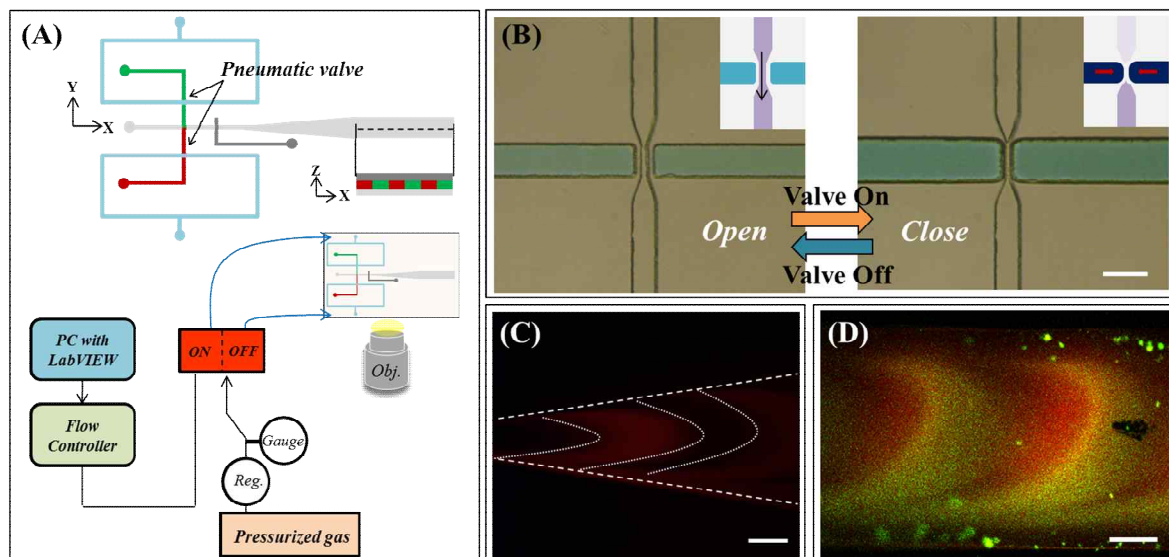 (A)
Pneumatic valve
Y
X
Z
X
PC with
LabVIEW
ON
OFF
Obj.
Flow
Controller
Gauge
Reg.
Pressurized gas
(B)
Valve On
Open
Close
Valve Off
(C)
(D)